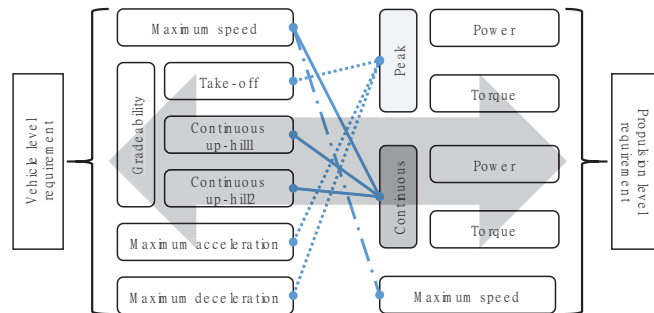 Vehicle level
requirement
Maximum speed
Gradeability
Take-off
Continuous
up-hill1
Continuous
up-hill2
Maximum acceleration
Maximum deceleration
Peak
Power
Torque
Continuous
Power
Torque
Maximum speed
Propulsion level
requirement